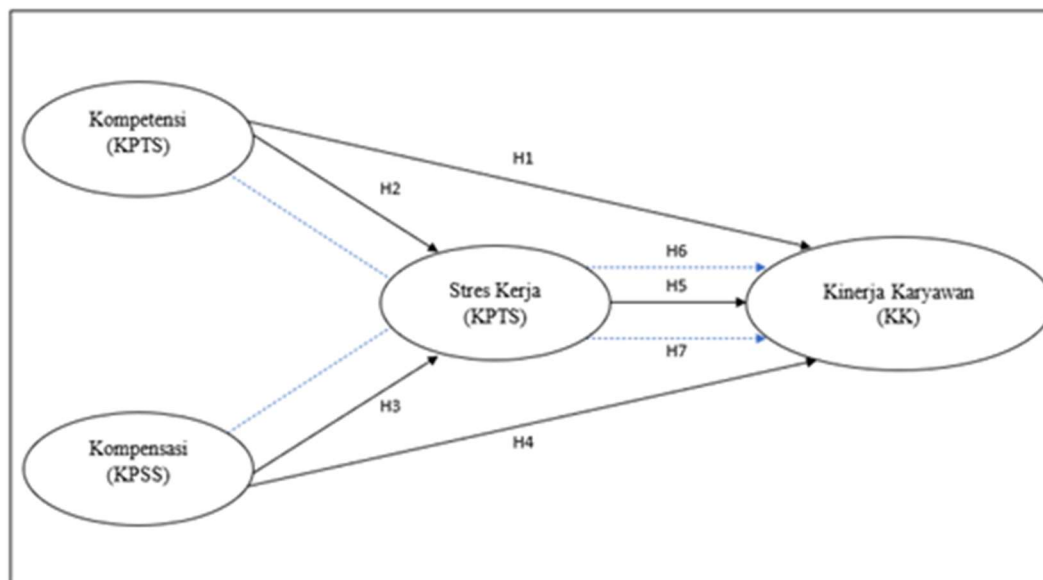 Kompetensi
(KPTS)
H1
H2
Stres Kerja
(KPTS)
H6
H5
H7
Kinerja Karyawan
(KK)
H3
Kompensasi
(KPSS)
H4